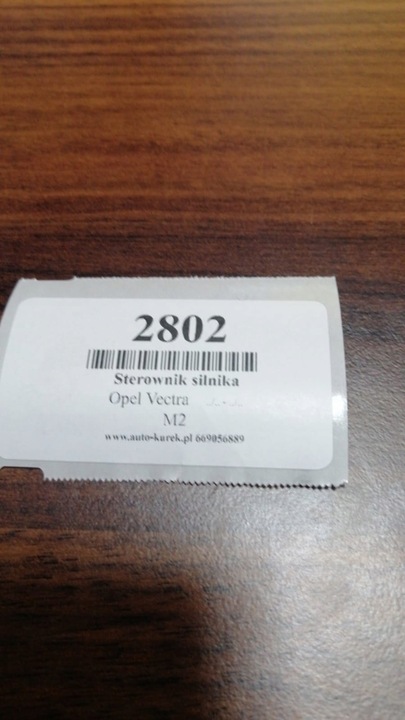 2802
Sterownik silnika
Opel Vectra
M2
www.auto-kurek.pl 669056889